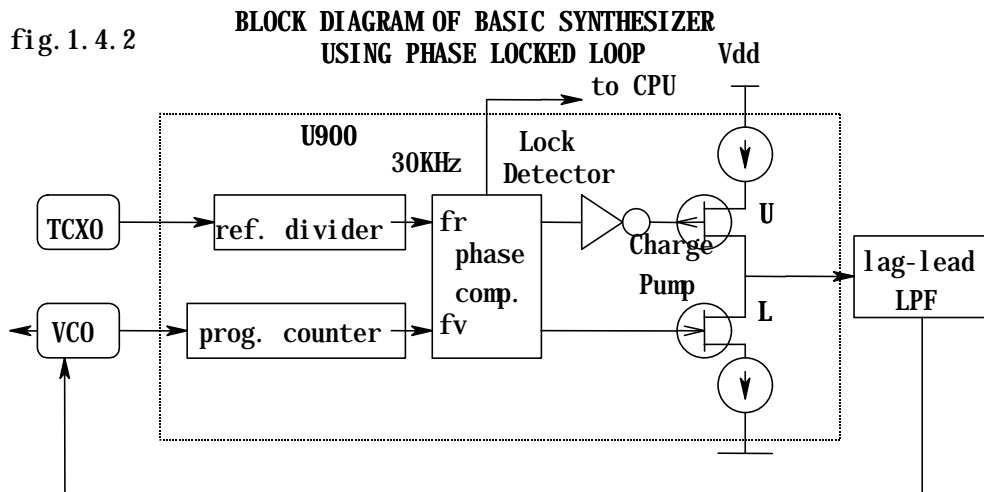 fig.1.4.2
BLOCK DIAGRAM OF BASIC SYNTHESIZER
USING PHASE LOCKED LOOP
Vdd
to CPU
U900
30KHz
Lock
Detector
TCXO
ref. divider
fr
phase
comp.
fv
U
Charge
Pump
L
lag-lead
LPF
VCO
prog. counter